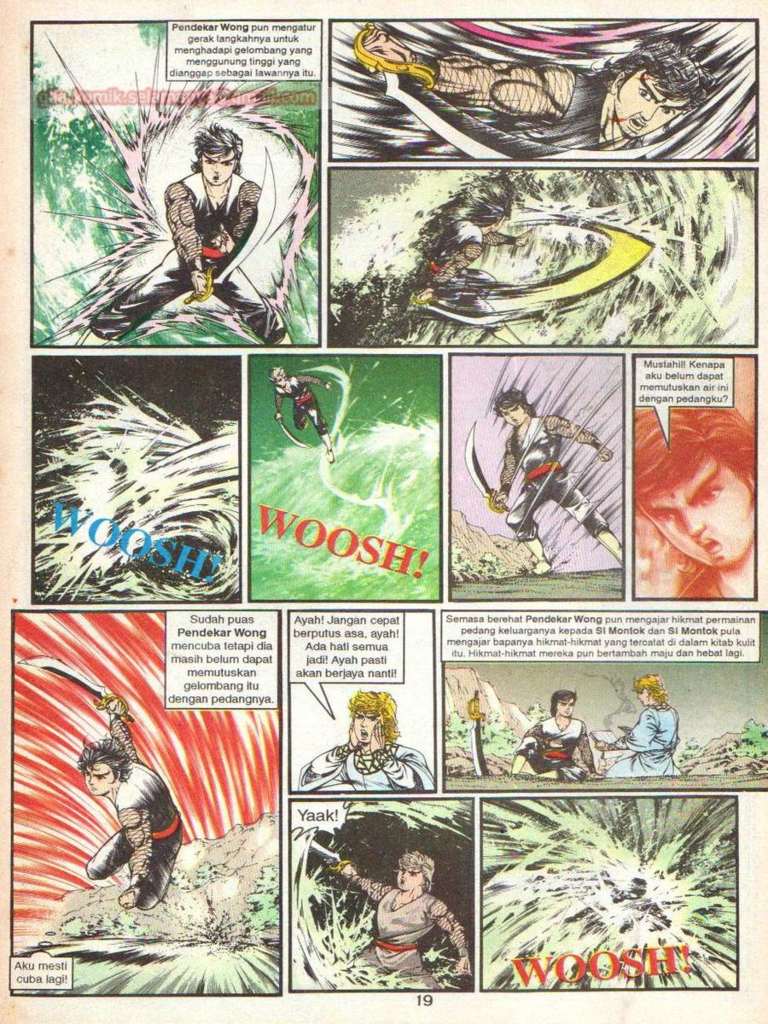 Pendekar Wong pun mengatur
gerak langkahnya untuk
menghadapi gelombang yang
menggunung tinggi yang
dianggap sebagai lawannya itu.
WOOSH!
WOOSH!
Mustahil! Kenapa
aku belum dapat
memutuskan air ini
dengan pedangku?
Sudah puas
Pendekar Wong
mencuba tetapi dia
masih belum dapat
memutuskan
gelombang itu
dengan pedangnya.
Aku mesti
cuba lagi!
Ayah! Jangan cepat
berputus asa, ayah!
Ada hati semua
jadi! Ayah pasti
akan berjaya nanti!
Semasa berehat Pendekar Wong pun mengajar hikmat permainan
pedang keluarganya kepada Si Montok dan Si Montok pula
mengajar bapanya hikmat-hikmat yang tercatat di dalam kitab kulit
itu. Hikmat-hikmat mereka pun bertambah maju dan hebat lagi.
Yaak!
WOOSH!
19